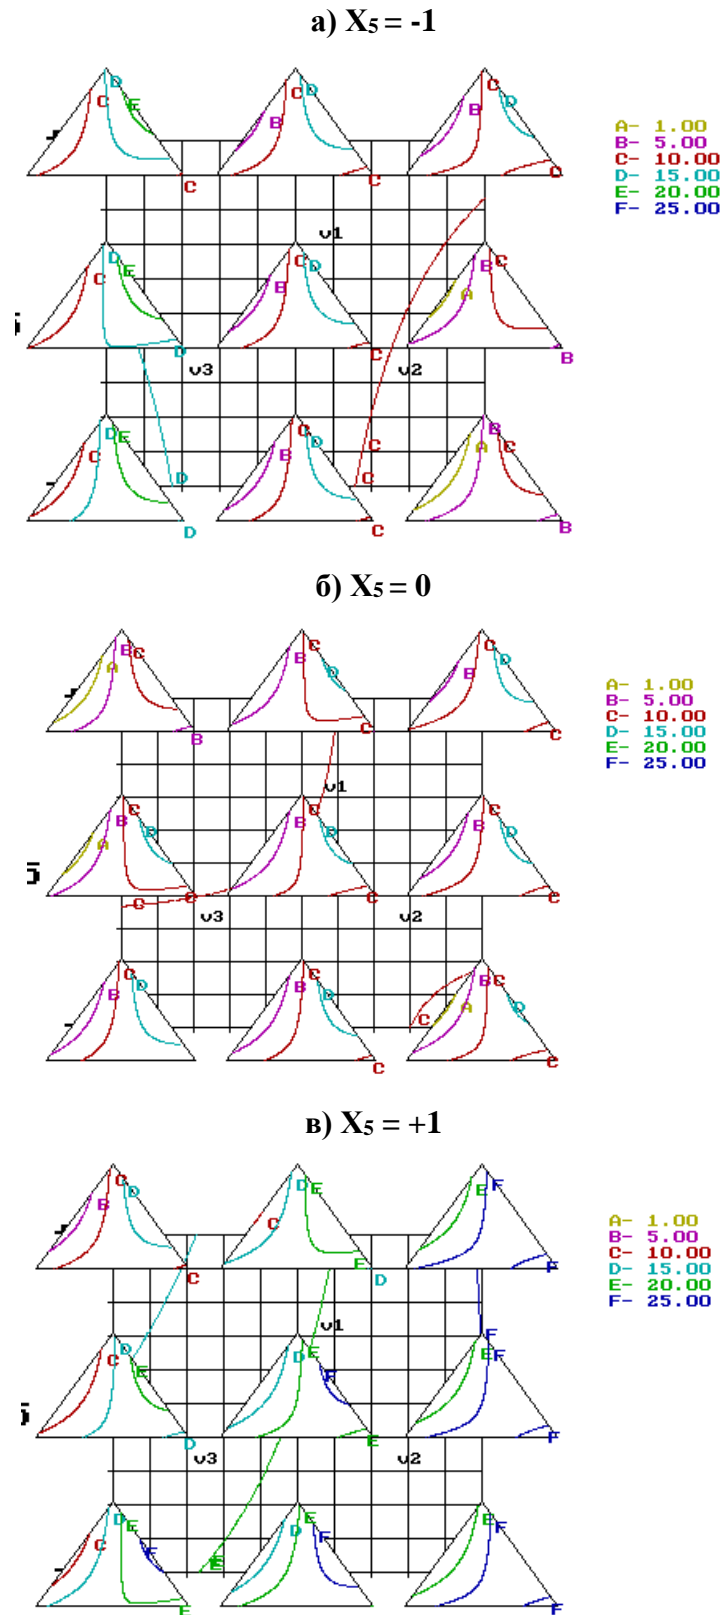 а) X₅ = -1
D C E C
D C B C
C D B C
A- 1.00
B- 5.00
C- 10.00
D- 15.00
E- 20.00
F- 25.00
v1
D E C D
C D B C
B C A B
v3 v2
D E C D D
C D B C C C
B A C B
б) X₅ = 0
B C A B
C B D C
C D B C
A- 1.00
B- 5.00
C- 10.00
D- 15.00
E- 20.00
F- 25.00
v1
C B D A C C
C B D C
C B D C
v3 v2
C D B
C B D C
B C A D C C
в) X₅ = +1
C D B C
D E C E D
E F F
A- 1.00
B- 5.00
C- 10.00
D- 15.00
E- 20.00
F- 25.00
v1
D C E D
E D F E
F E F F
v3 v2
D E C F E
E D F E E
E F F